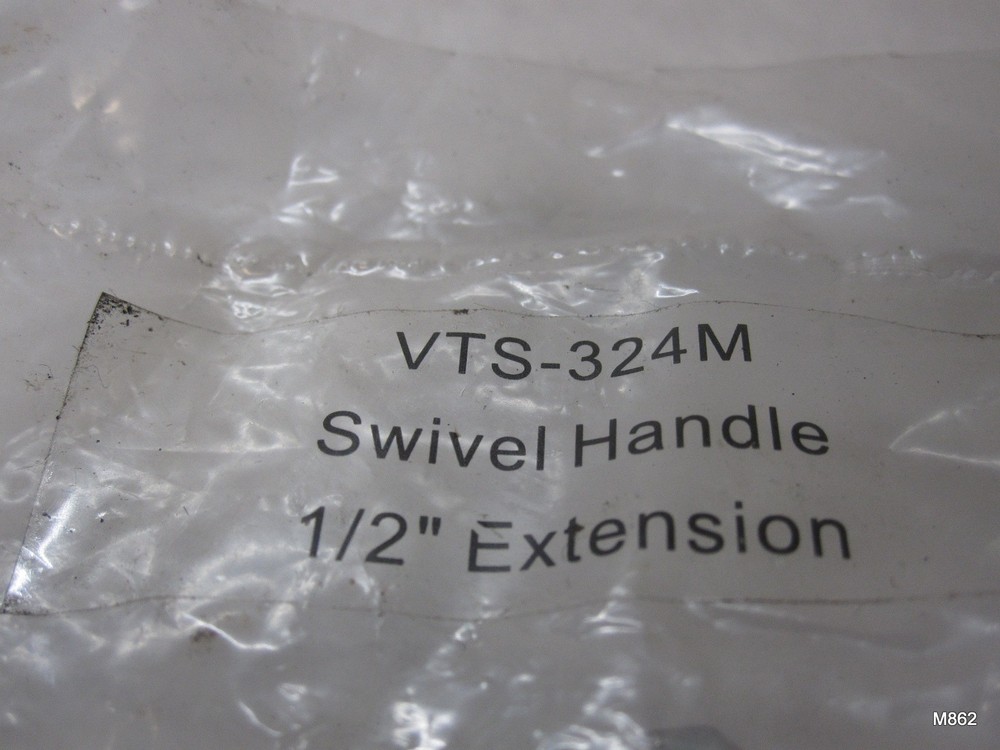 VTS-324M
Swivel Handle
1/2" Extension
M862